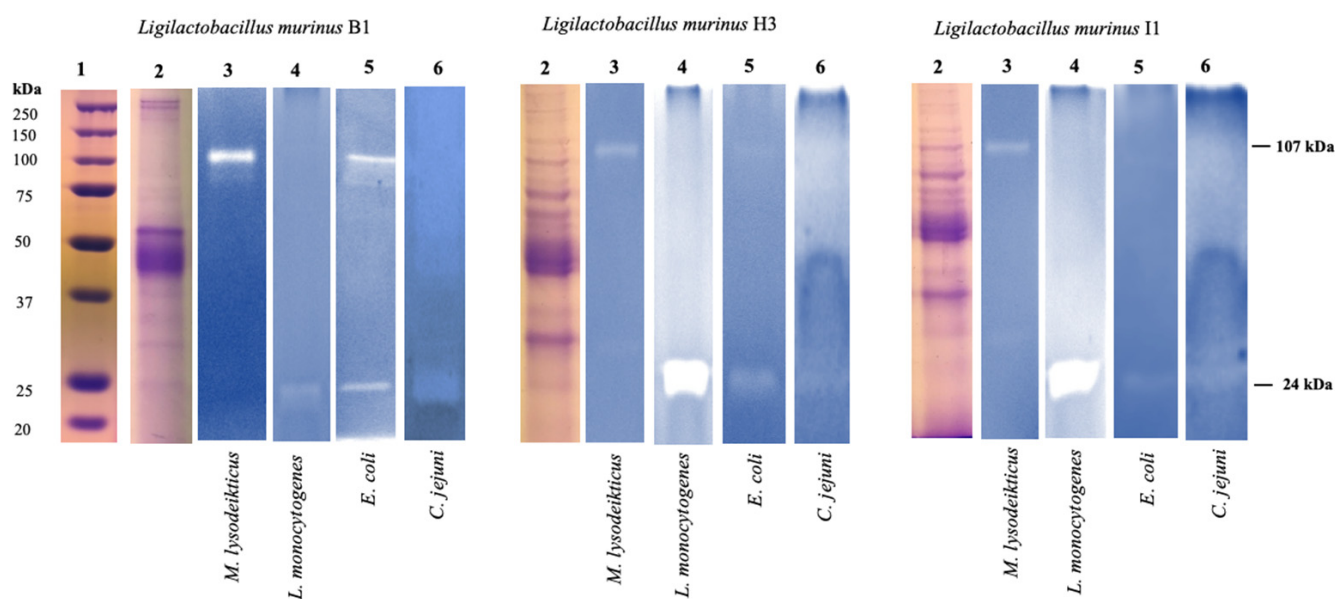 Ligilactobacillus murinus B1
Ligilactobacillus murinus H3
Ligilactobacillus murinus I1
1 2 3 4 5 6
2 3 4 5 6
2 3 4 5 6
kDa
250
150
100
75
50
37
25
20
107 kDa
24 kDa
M. lysodeikticus
L. monocytogenes
E. coli
C. jejuni
M. lysodeikticus
L. monocytogenes
E. coli
C. jejuni
M. lysodeikticus
L. monocytogenes
E. coli
C. jejuni